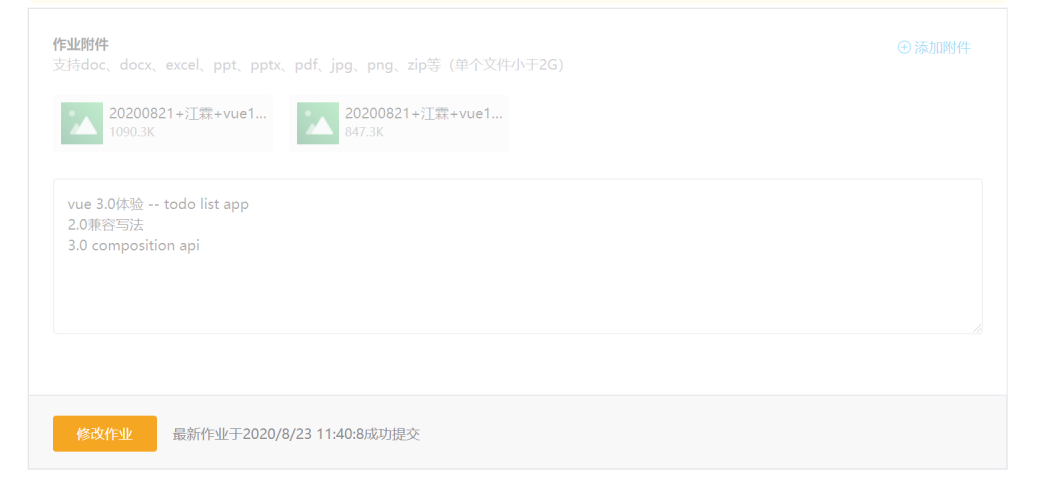 作业附件
添加附件
支持doc、docx、excel、ppt、pptx、pdf、jpg、png、zip等（单个文件小于2G）
20200821+江霖+vue1...
1090.3K
20200821+江霖+vue1...
847.3K
vue 3.0体验 -- todo list app
2.0兼容写法
3.0 composition api
修改作业
最新作业于2020/8/23 11:40:8成功提交